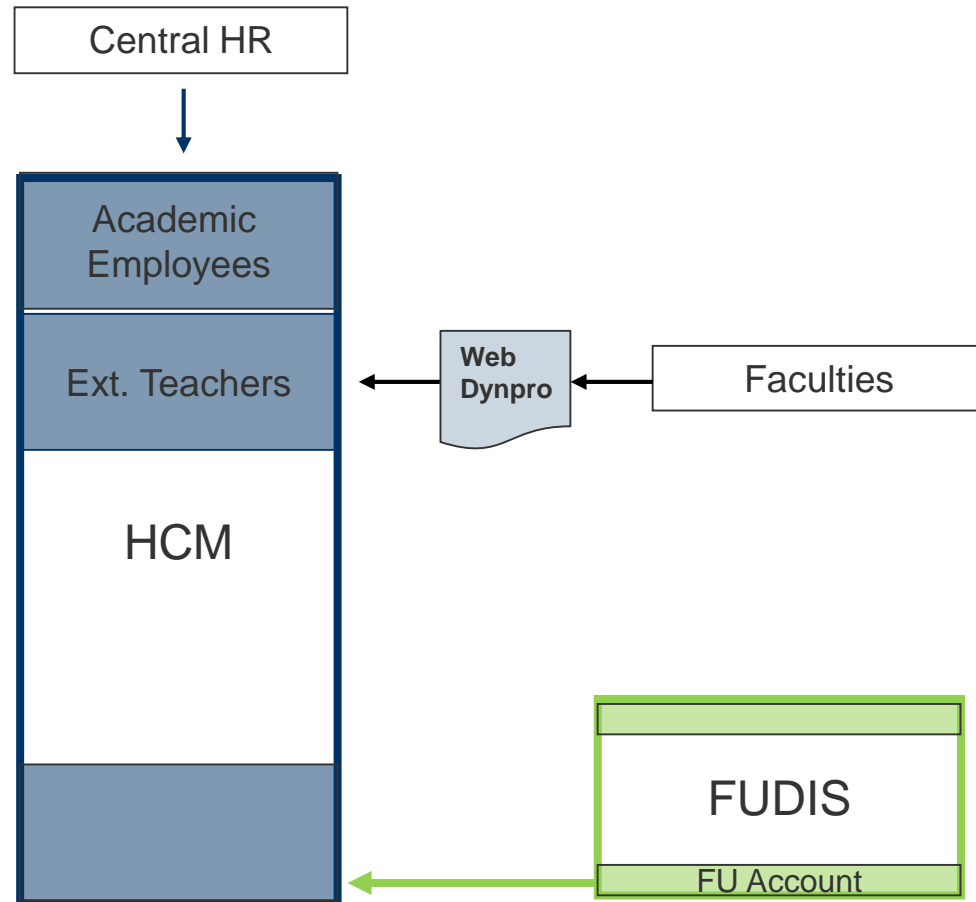 Central HR
Academic
Employees
Ext. Teachers
Web
Dynpro
Faculties
HCM
FUDIS
FU Account